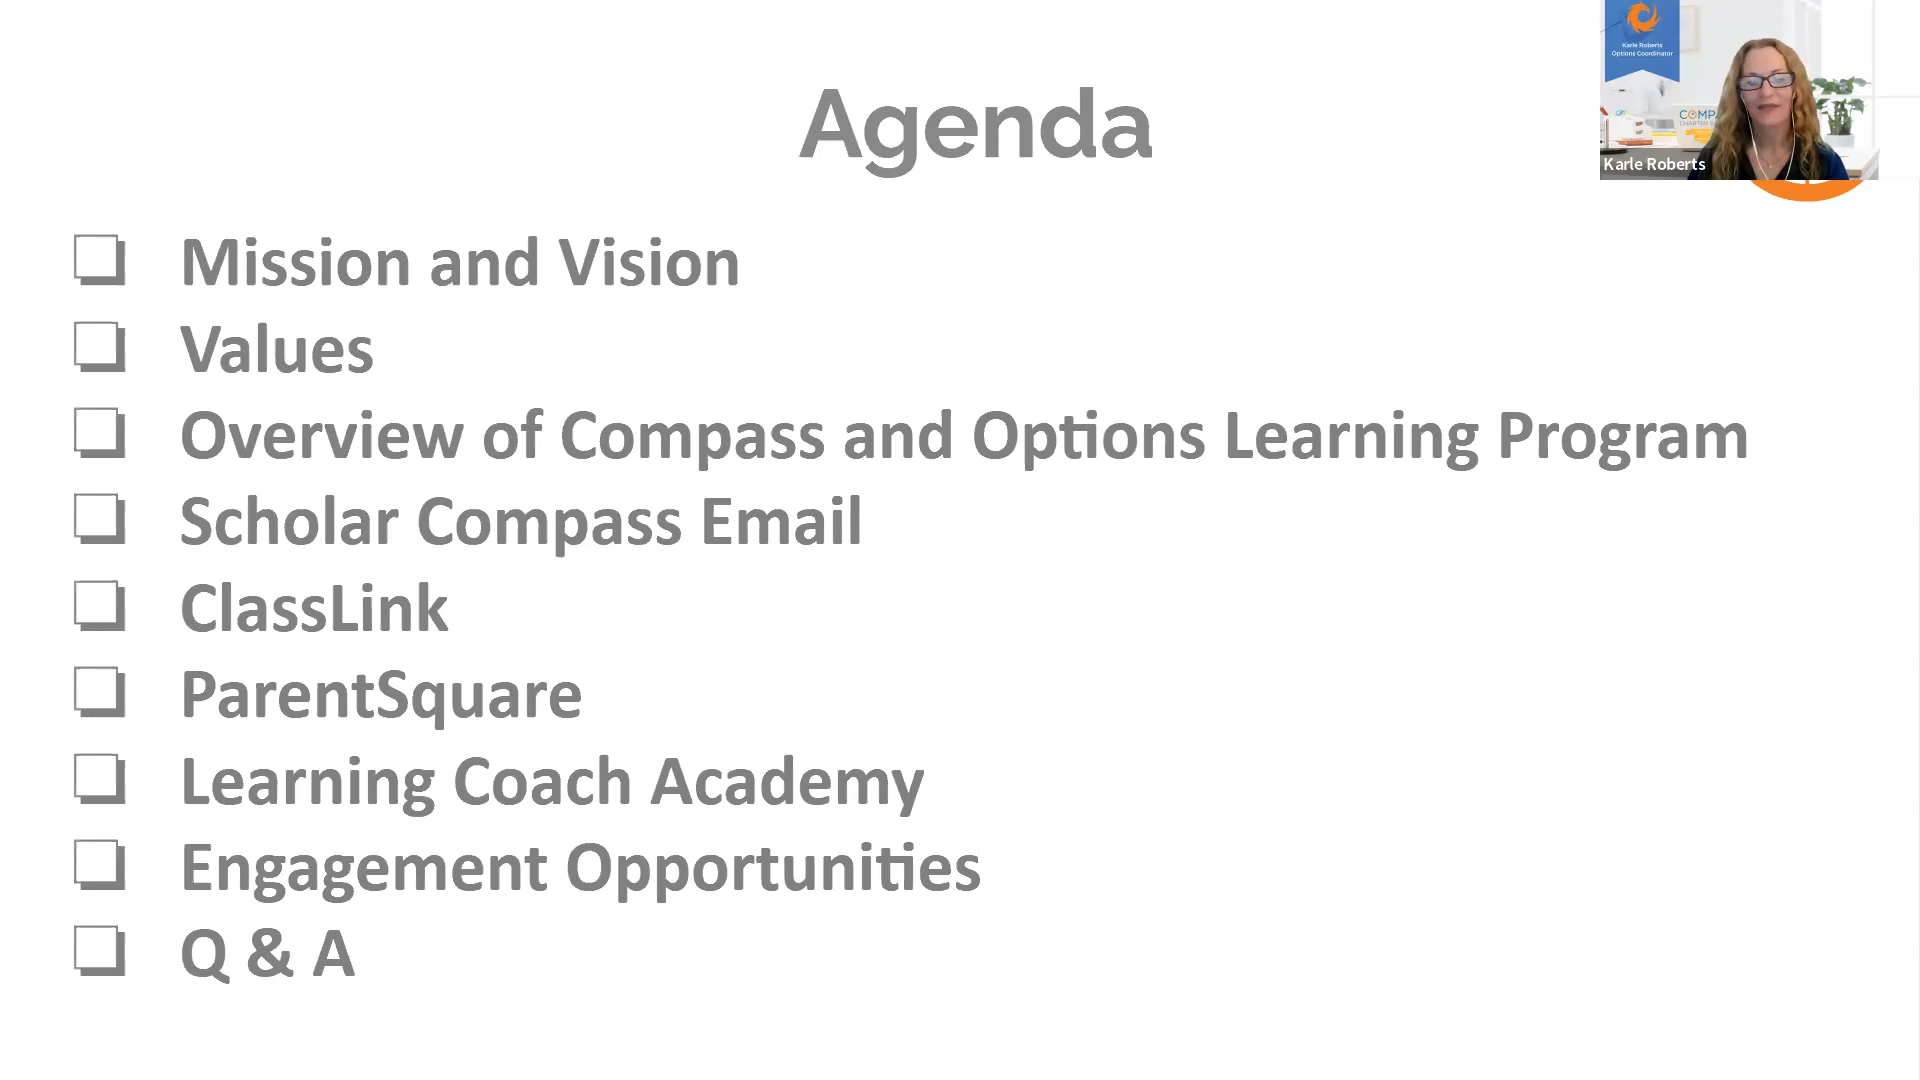 Agenda
Karle Roberts
Options Coordinator
Karle Roberts
Mission and Vision
Values
Overview of Compass and Options Learning Program
Scholar Compass Email
ClassLink
ParentSquare
Learning Coach Academy
Engagement Opportunities
Q & A